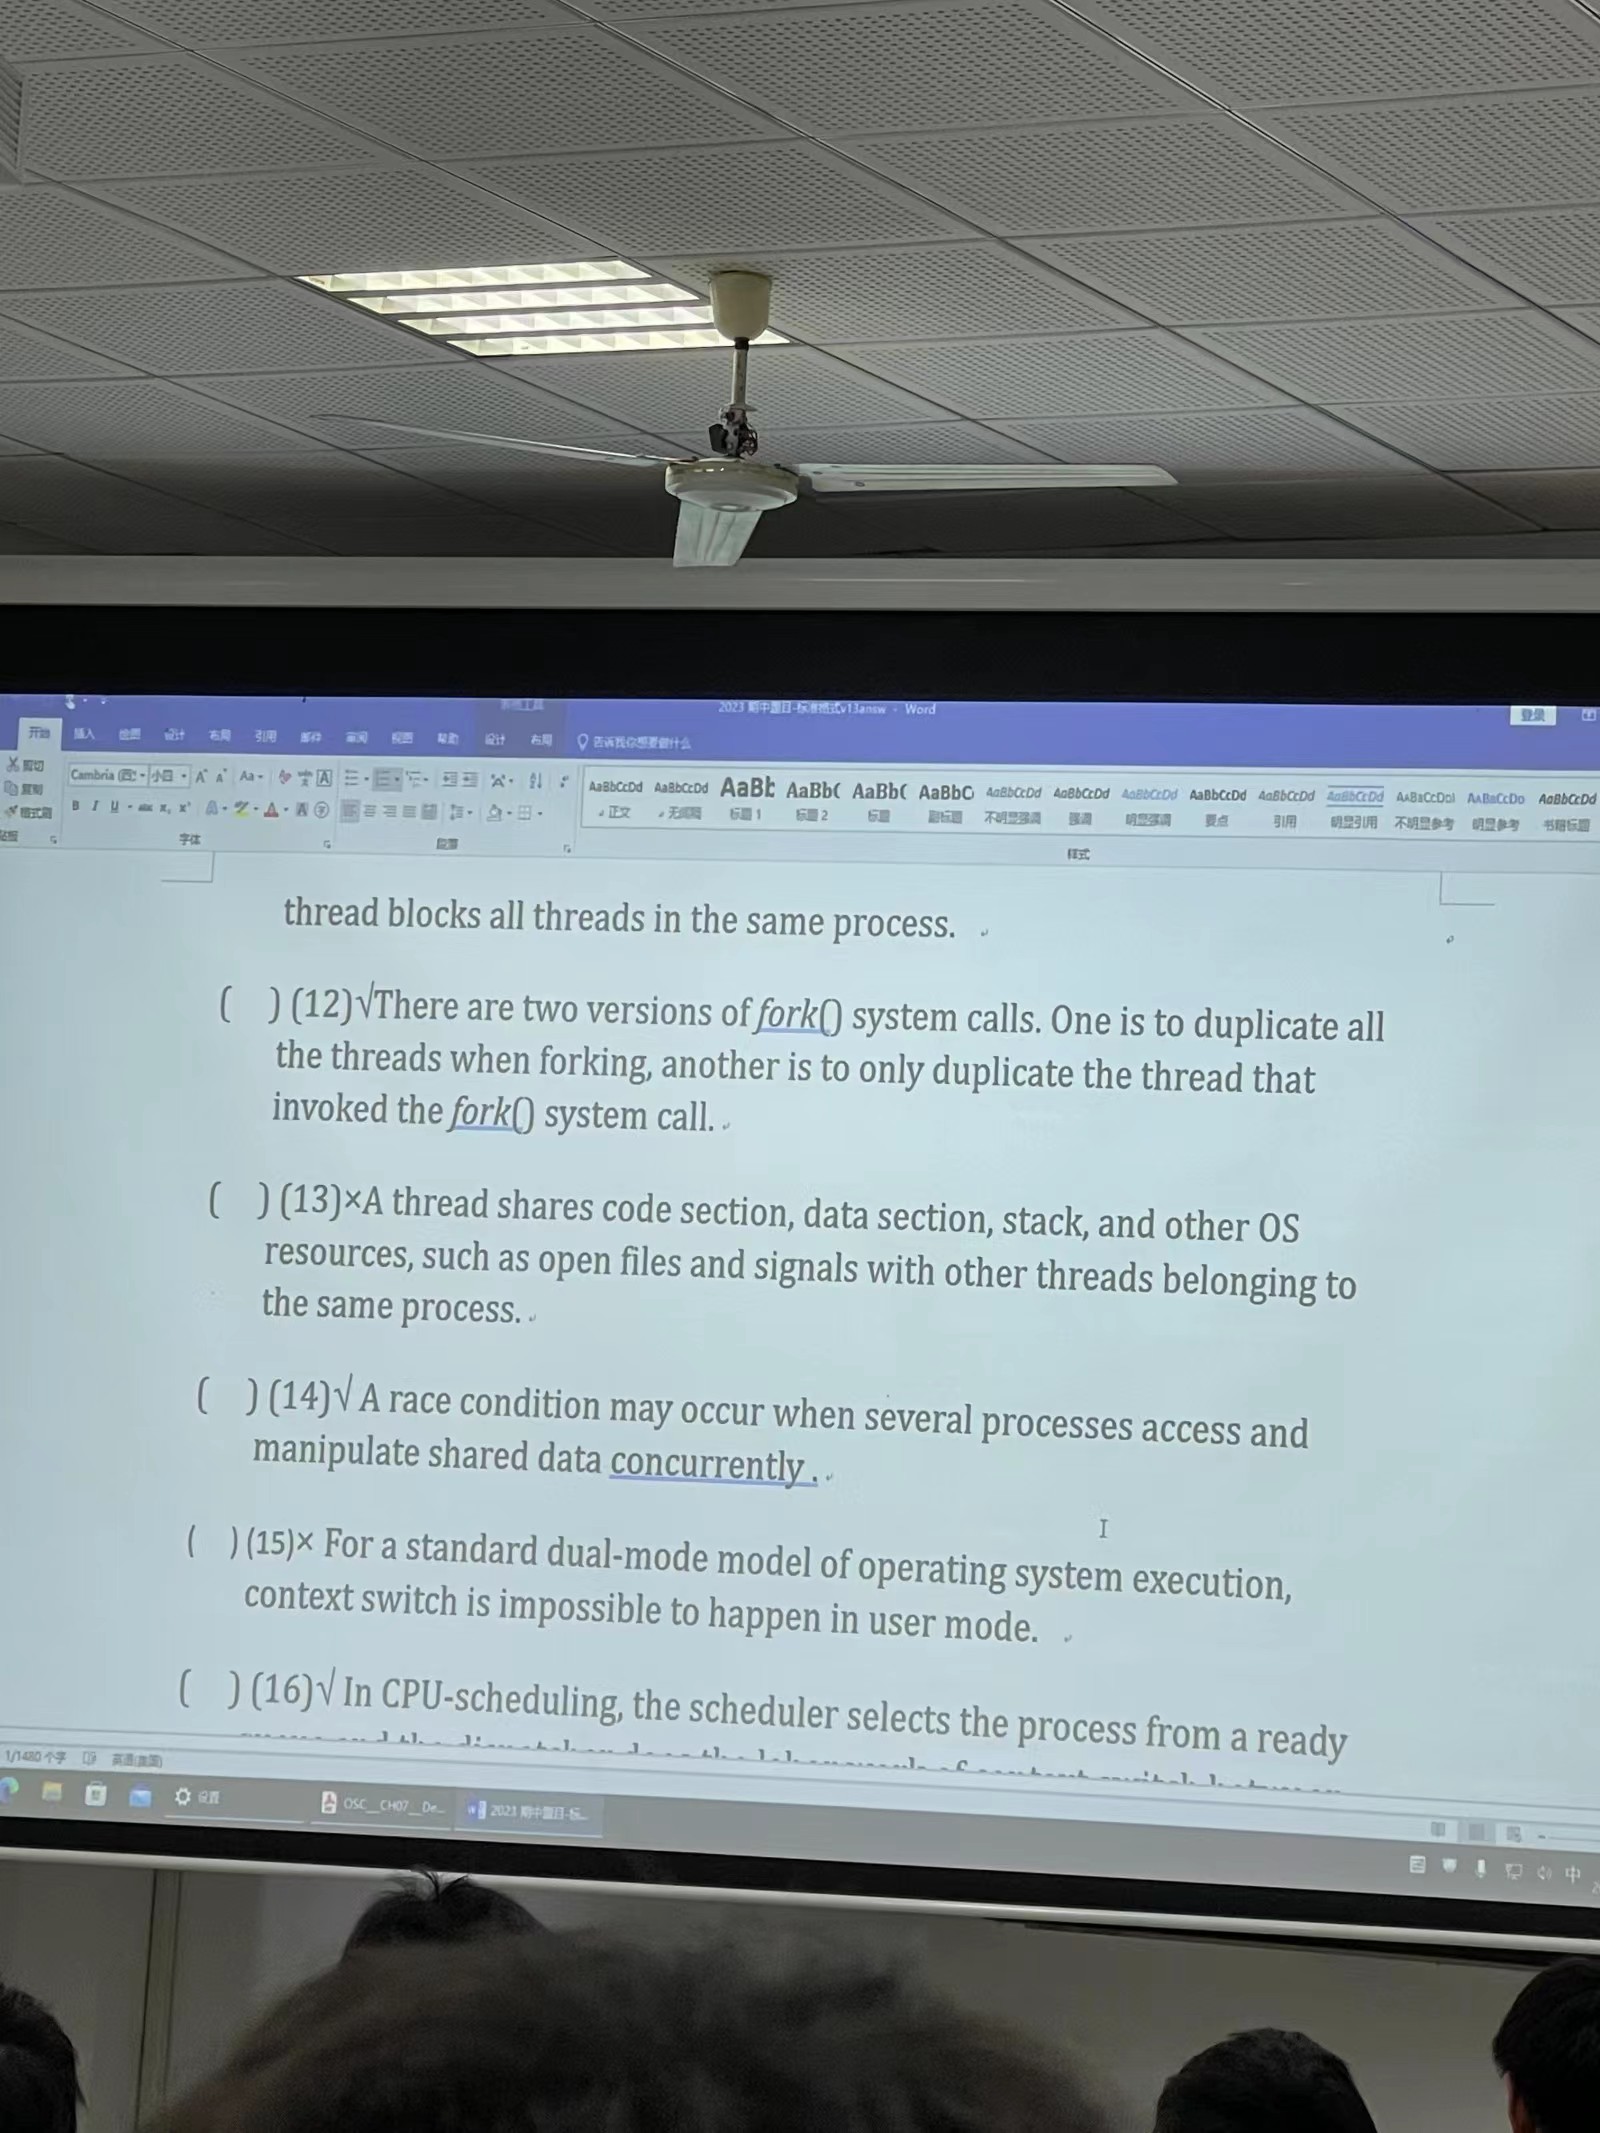 表格工具
2023 期中题目-标准格式v13answ - Word
登录
开始 插入 绘图 设计 布局 引用 邮件 审阅 视图 帮助 设计 布局 告诉我你想要做什么
剪切
复制
格式刷
Cambria (西 小四
AaBbCcDd AaBbCcDd AaBb AaBb( AaBb( AaBbC AaBbCcDd AaBbCcDd AaBbCcDd AaBbCcDd AaBbCcDd AaBbCcDd AaBbCcDd AaBbCcDd AaBbCcDd
正文 无间隔 标题 1 标题 2 标题 副标题 不明显强调 强调 明显强调 要点 引用 明显引用 不明显参考 明显参考 书籍标题
字体 段落 样式
thread blocks all threads in the same process.
( ) (12)√There are two versions of fork() system calls. One is to duplicate all
the threads when forking, another is to only duplicate the thread that
invoked the fork() system call.
( ) (13)×A thread shares code section, data section, stack, and other OS
resources, such as open files and signals with other threads belonging to
the same process.
( ) (14)√ A race condition may occur when several processes access and
manipulate shared data concurrently .
( ) (15)× For a standard dual-mode model of operating system execution,
context switch is impossible to happen in user mode.
( ) (16)√ In CPU-scheduling, the scheduler selects the process from a ready
1/1480 个字 英语(美国)
设置 OSC_CH07_De... 2023 期中题目-标...
中